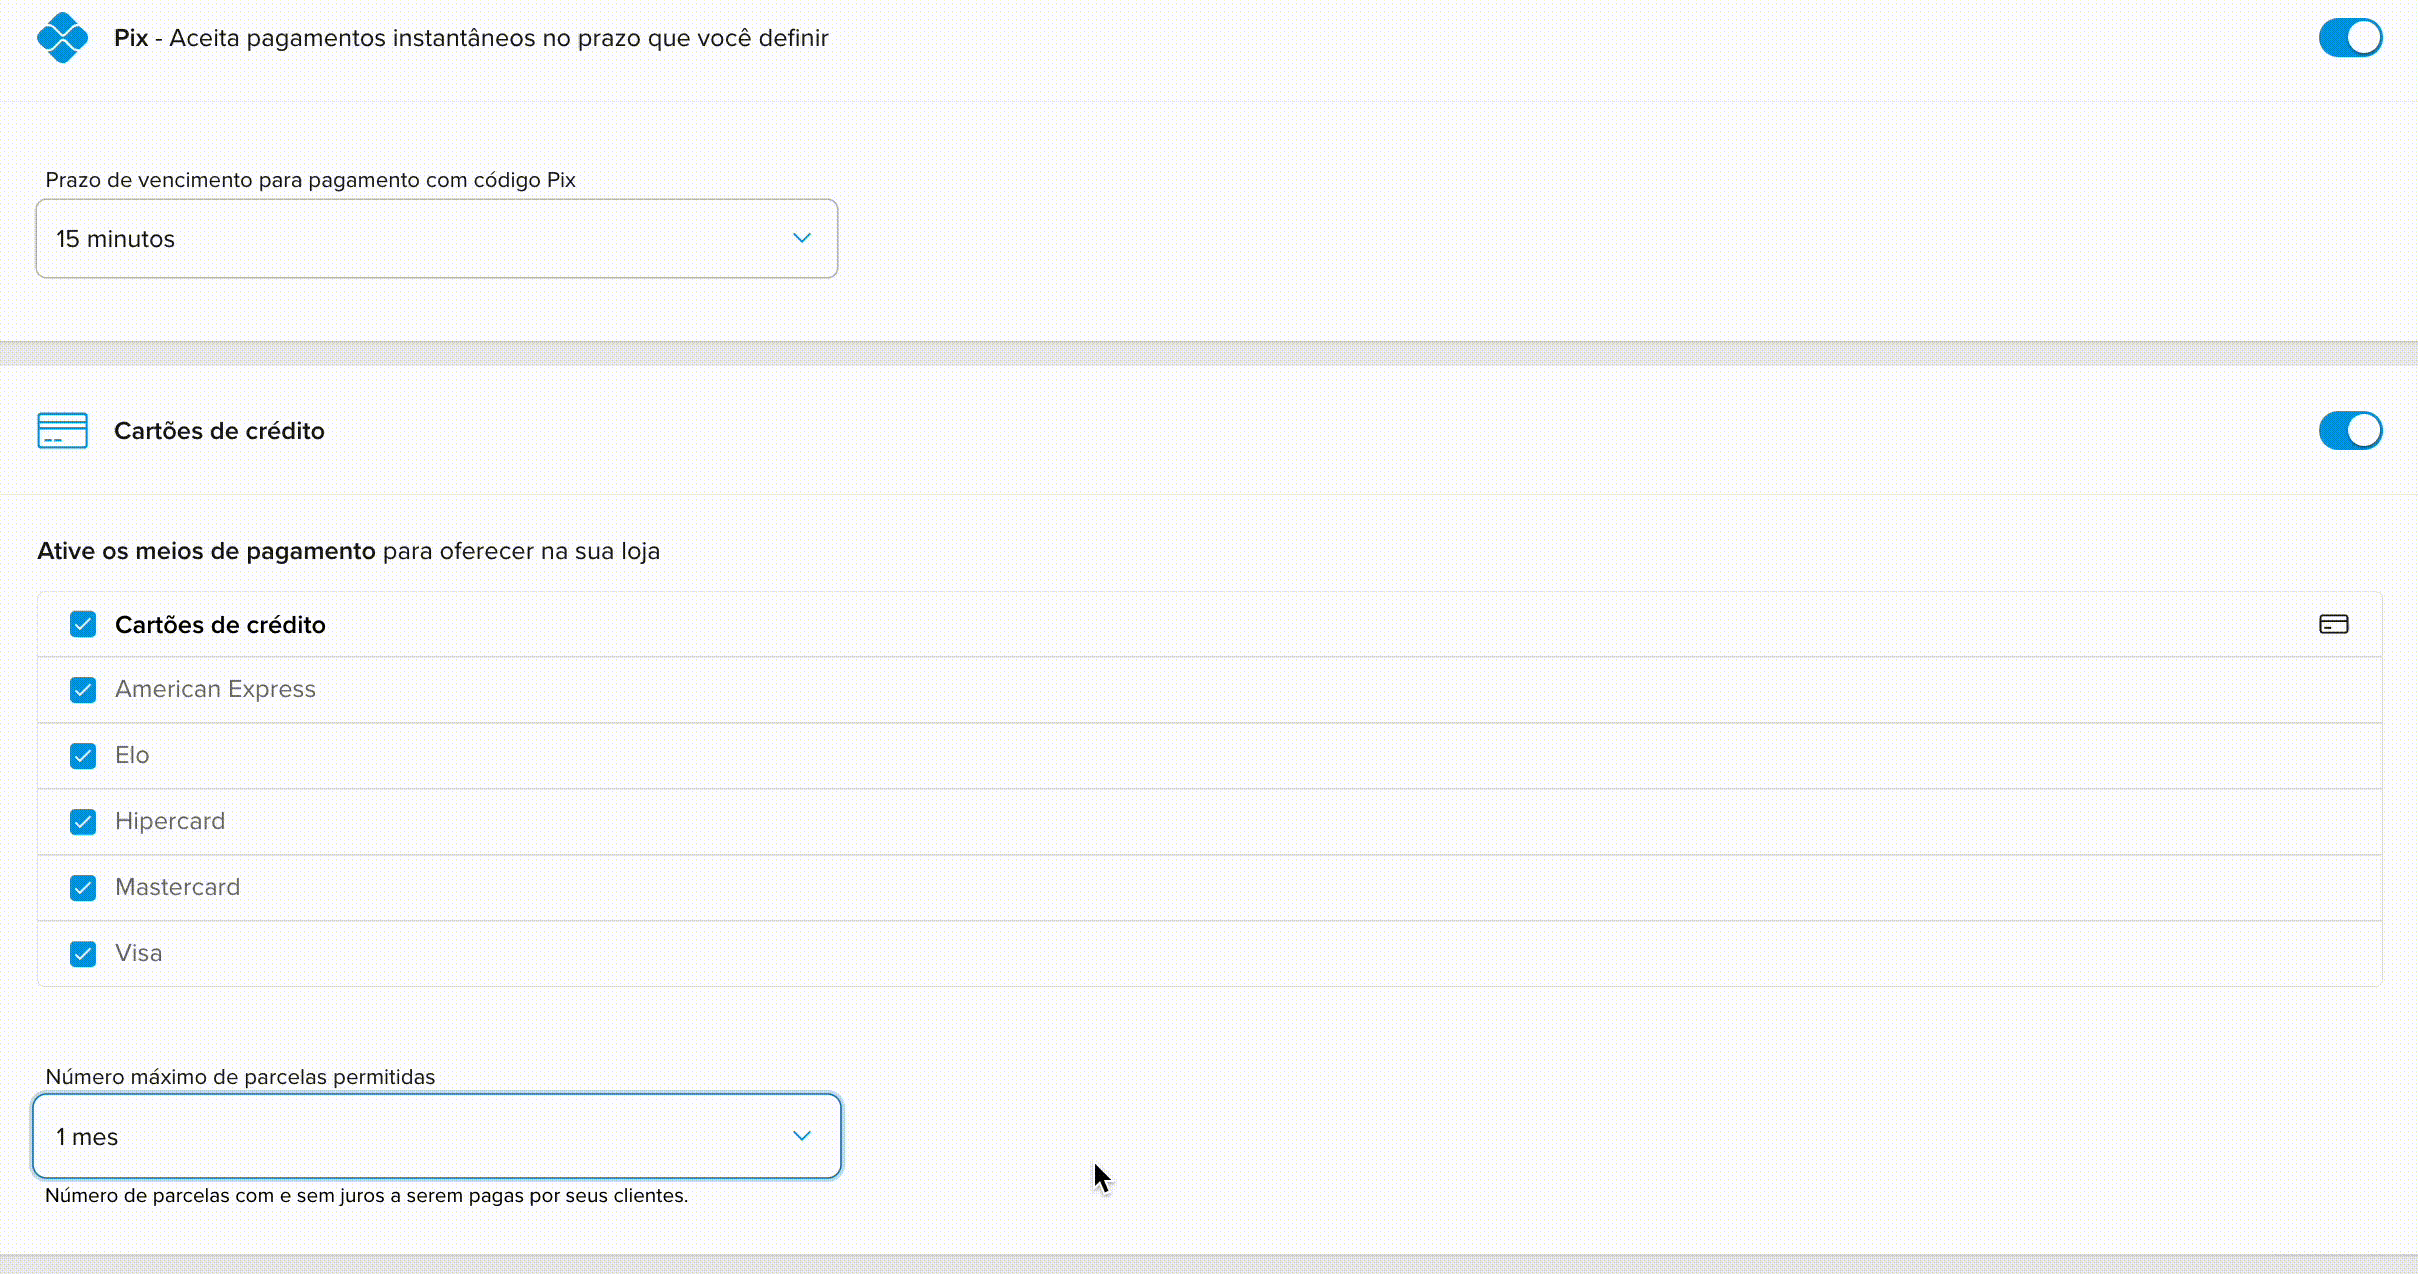 Pix - Aceita pagamentos instantâneos no prazo que você definir
Prazo de vencimento para pagamento com código Pix
15 minutos
Cartões de crédito
Ative os meios de pagamento para oferecer na sua loja
Cartões de crédito
American Express
Elo
Hipercard
Mastercard
Visa
Número máximo de parcelas permitidas
1 mes
Número de parcelas com e sem juros a serem pagas por seus clientes.